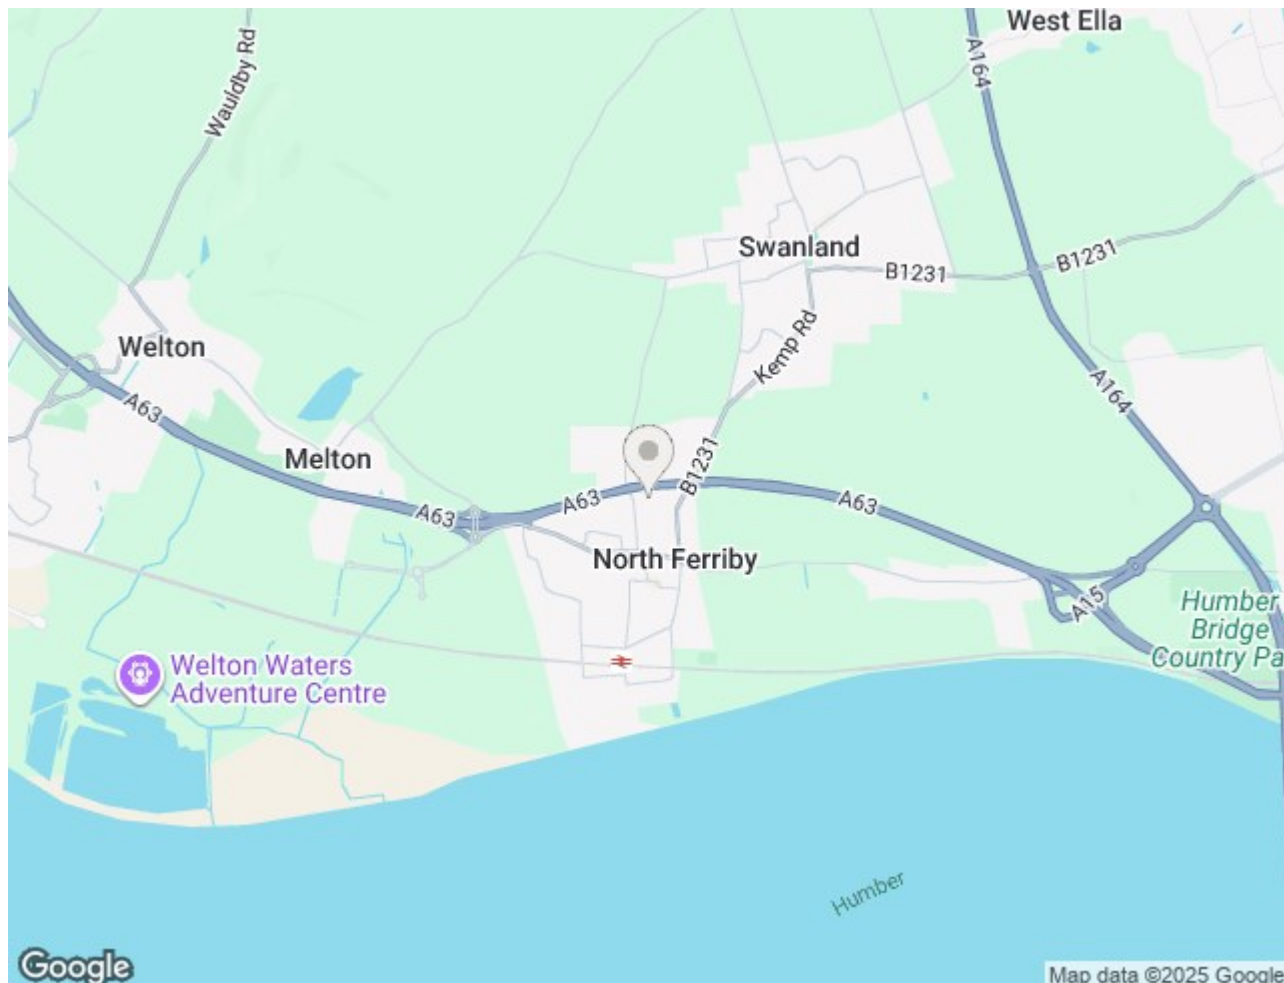 West Ella
A164
Wauldby Rd
Swanland
B1231
B1231
Kemp Rd
Welton
A63
A164
Melton
B1231
A63
A63
A63
North Ferriby
A15
Humber
Bridge
Country Pa
Welton Waters
Adventure Centre
Humber
Google
Map data ©2025 Google